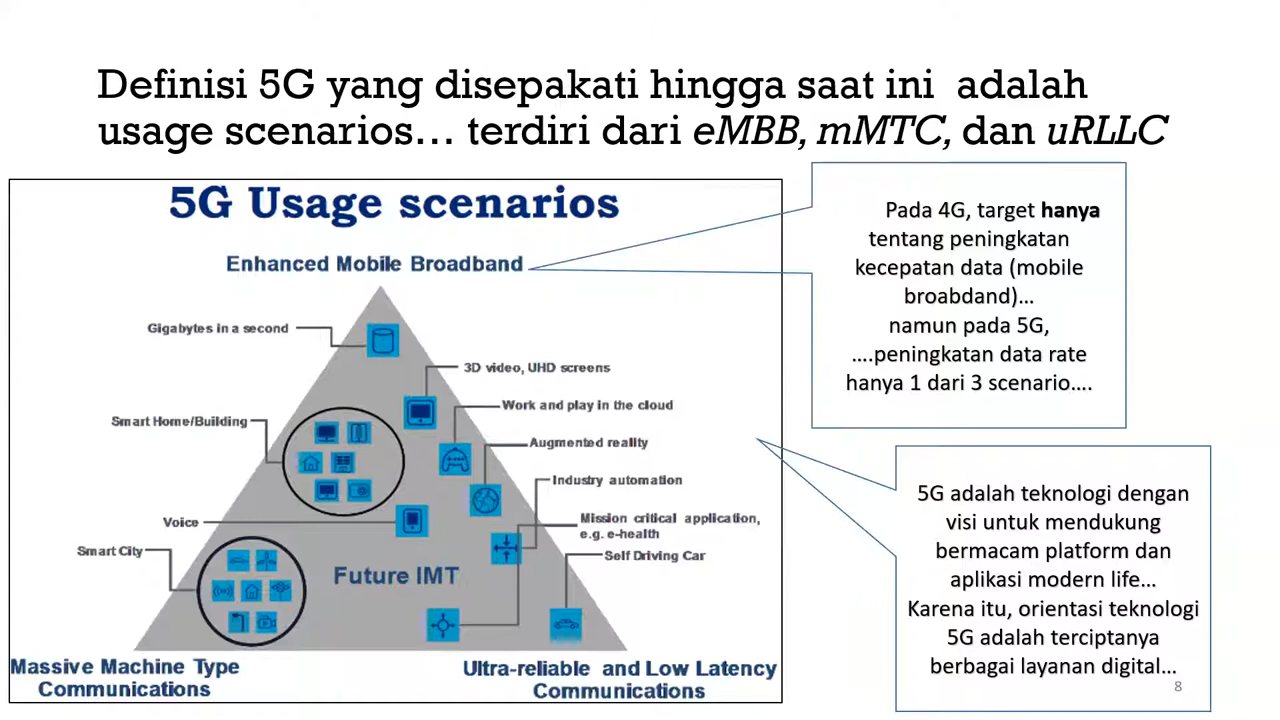 Definisi 5G yang disepakati hingga saat ini adalah
usage scenarios… terdiri dari eMBB, mMTC, dan uRLLC
5G Usage scenarios
Enhanced Mobile Broadband
Gigabytes in a second
3D video, UHD screens
Work and play in the cloud
Smart Home/Building
Augmented reality
Industry automation
Voice
Mission critical application,
e.g. e-health
Smart City
Self Driving Car
Future IMT
Massive Machine Type
Communications
Ultra-reliable and Low Latency
Communications
Pada 4G, target hanya
tentang peningkatan
kecepatan data (mobile
broabdand)…
namun pada 5G,
….peningkatan data rate
hanya 1 dari 3 scenario….
5G adalah teknologi dengan
visi untuk mendukung
bermacam platform dan
aplikasi modern life…
Karena itu, orientasi teknologi
5G adalah terciptanya
berbagai layanan digital…
8